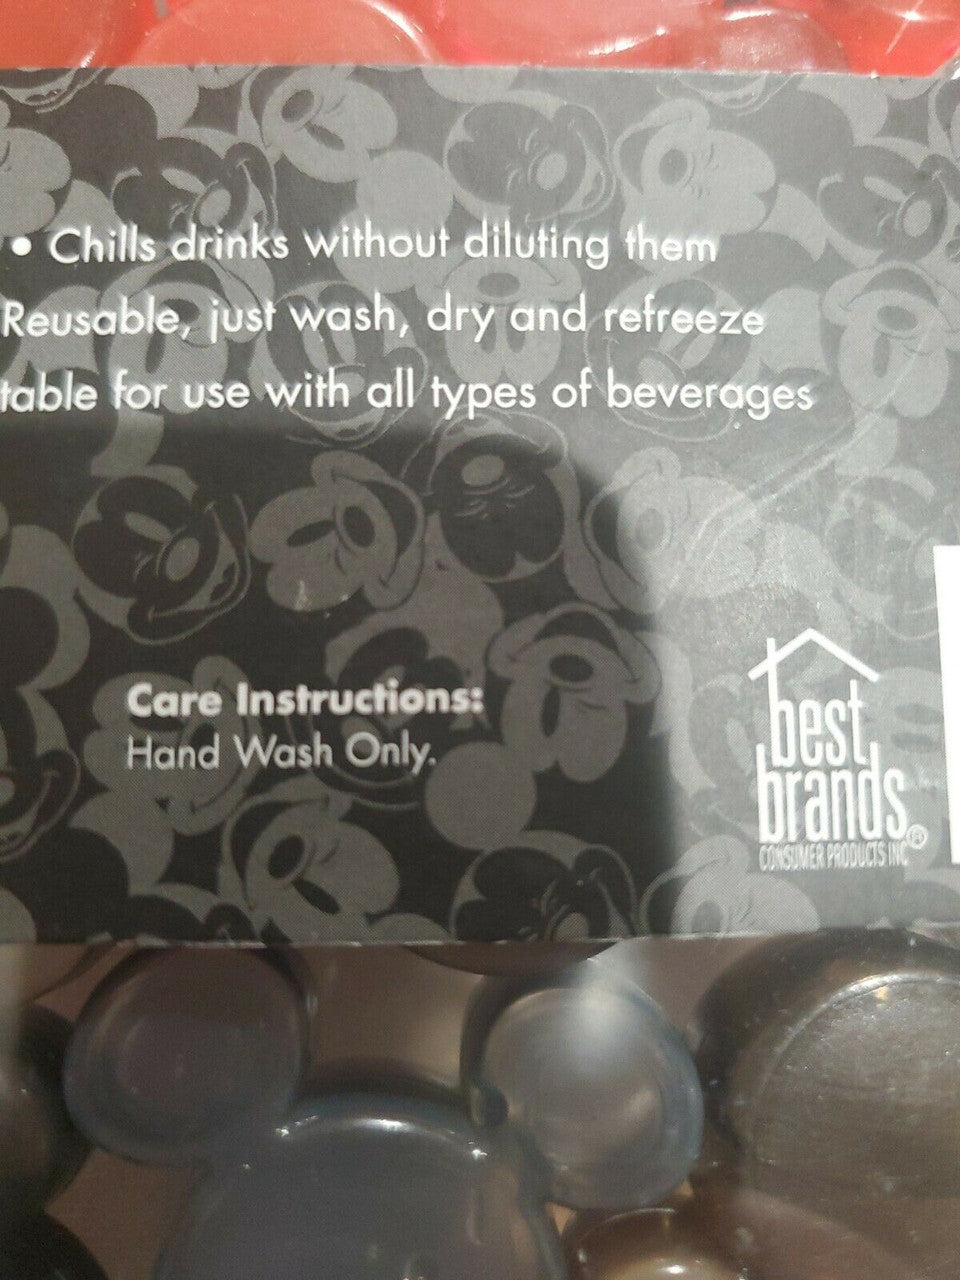 • Chills drinks without diluting them
Reusable, just wash, dry and refreeze
table for use with all types of beverages
Care Instructions:
Hand Wash Only.
best
brands®
CONSUMER PRODUCTS INC